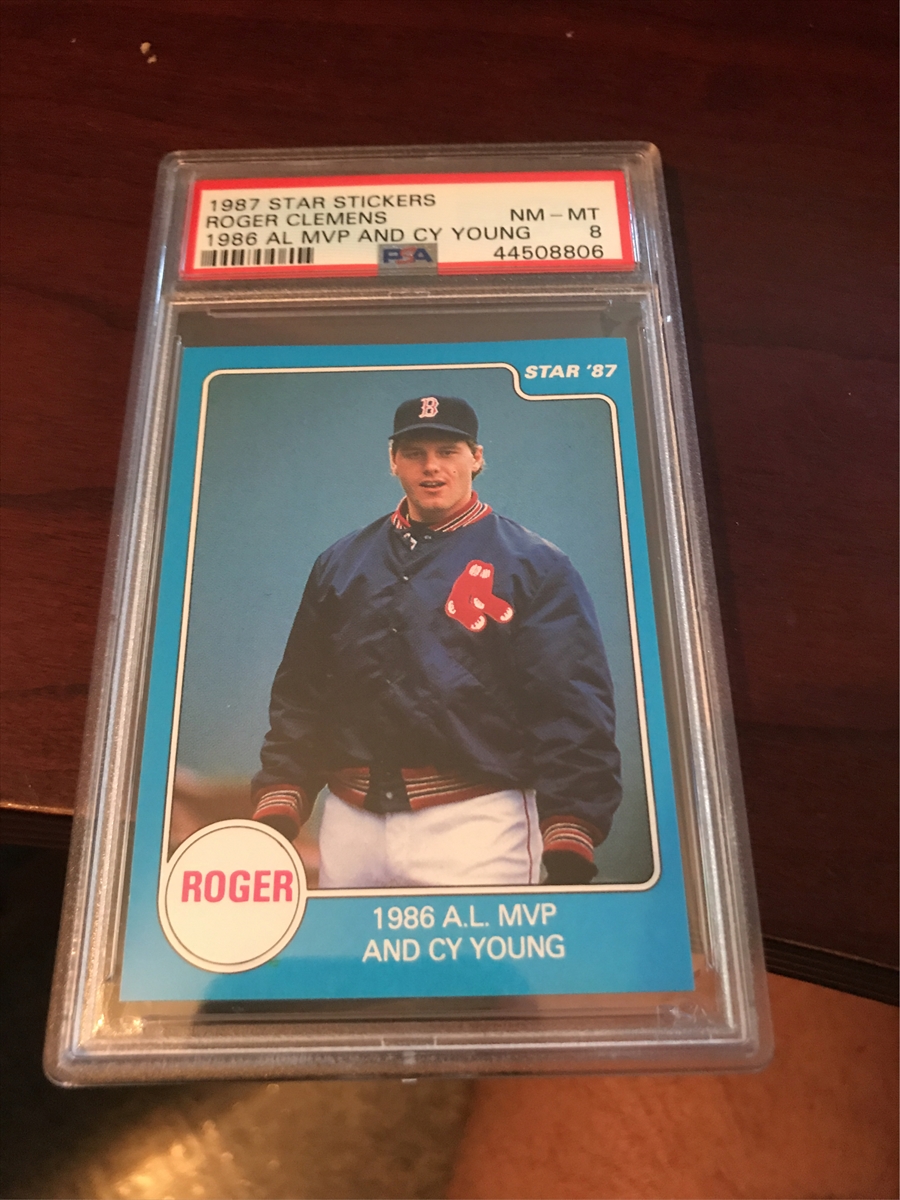 1987 STAR STICKERS
ROGER CLEMENS NM - MT
1986 AL MVP AND CY YOUNG 8
PSA 44508806
STAR '87
B
ROGER
1986 A.L. MVP
AND CY YOUNG